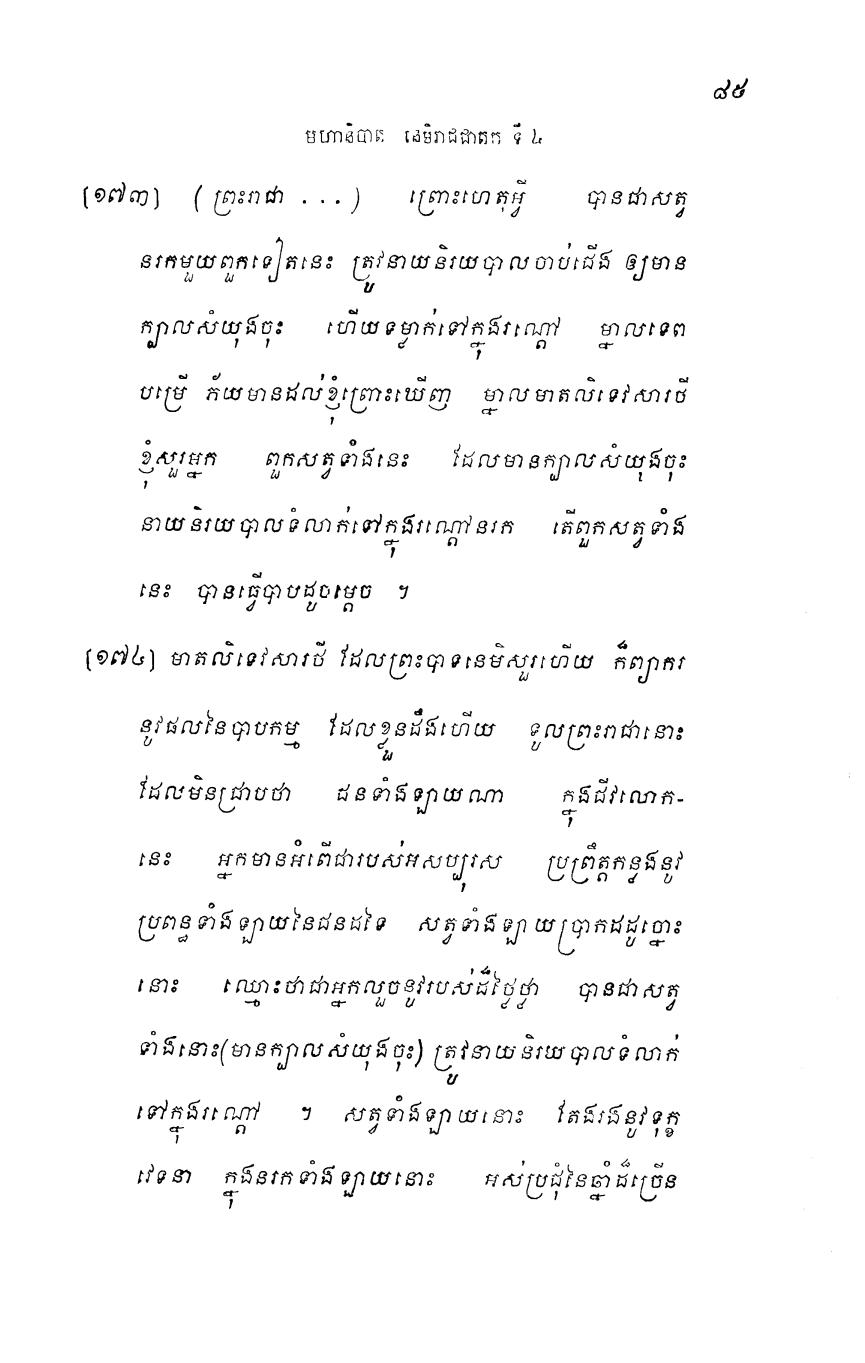 ៨៥
មហានិបាត នេមិរាជជាតក ទី ៤
[១៧៣] (ព្រះរាជា ...) ព្រោះហេតុអ្វី បានជាសត្វ
នរកមួយពួកទៀតនេះ ត្រូវនាយនិរយបាលចាប់ជើង ឲ្យមាន
ក្បាលសំយុងចុះ ហើយទម្លាក់ទៅក្នុងរណ្តៅ ម្នាលទេព
បម្រើ ភ័យមានដល់ខ្ញុំព្រោះឃើញ ម្នាលមាតលិទេវសារថី
ខ្ញុំសួរអ្នក ពួកសត្វទាំងនេះ ដែលមានក្បាលសំយុងចុះ
នាយនិរយបាលទំលាក់ទៅក្នុងរណ្តៅនរក តើពួកសត្វទាំង
នេះ បានធ្វើបាបដូចម្តេច ។
[១៧៤] មាតលិទេវសារថី ដែលព្រះបាទនេមិសួរហើយ ក៏ព្យាករ
នូវផលនៃបាបកម្ម ដែលខ្លួនដឹងហើយ ទូលព្រះរាជានោះ
ដែលមិនជ្រាបថា ជនទាំងឡាយណា ក្នុងជីវលោក-
នេះ អ្នកមានអំពើជារបស់អសប្បុរស ប្រព្រឹត្តកន្លងនូវ
ប្រពន្ធទាំងឡាយនៃជនដទៃ សត្វទាំងឡាយប្រាកដដូច្នោះ
នោះ ឈ្មោះថាជាអ្នកលួចនូវរបស់ដ៏ថ្លៃថ្លា បានជាសត្វ
ទាំងនោះ(មានក្បាលសំយុងចុះ) ត្រូវនាយនិរយបាលទំលាក់
ទៅក្នុងរណ្តៅ ។ សត្វទាំងឡាយនោះ តែងរងនូវទុក្ខ
វេទនា ក្នុងនរកទាំងឡាយនោះ អស់ប្រជុំនៃឆ្នាំដ៏ច្រើន